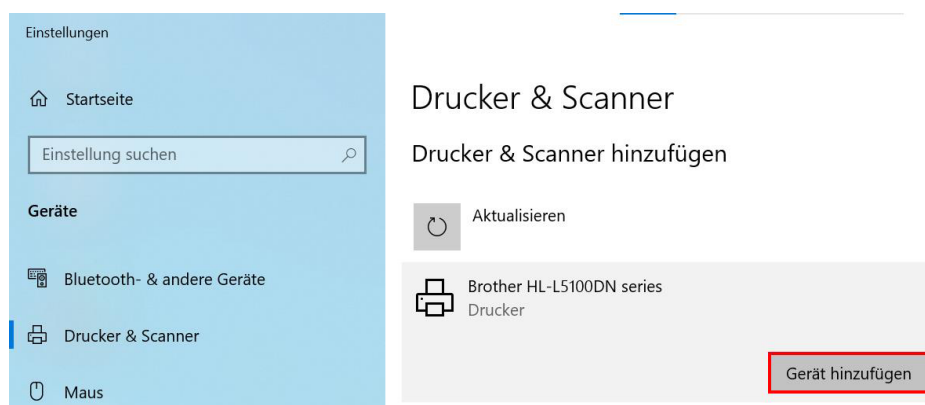 Einstellungen
Startseite
Einstellung suchen
Geräte
Bluetooth- & andere Geräte
Drucker & Scanner
Maus
Drucker & Scanner
Drucker & Scanner hinzufügen
Aktualisieren
Brother HL-L5100DN series
Drucker
Gerät hinzufügen